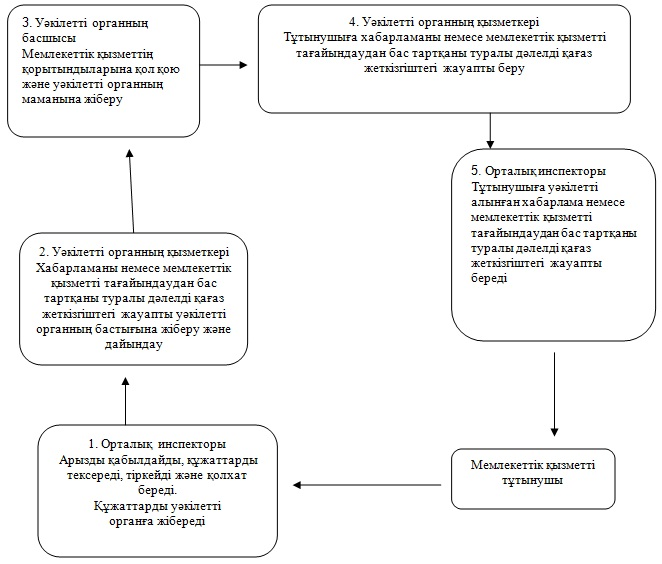 3. Уәкілетті органның
басшысы
Мемлекеттік қызметтің
қорытындыларына қол қою
және уәкілетті органның
маманына жіберу
4. Уәкілетті органның қызметкері
Тұтынушыға хабарламаны немесе мемлекеттік қызметті
тағайындаудан бас тартқаны туралы дәлелді қағаз
жеткізгіштегі жауапты беру
5. Орталық инспекторы
Тұтынушыға уәкілетті
алынған хабарлама немесе
мемлекеттік қызметті
тағайындаудан бас тартқаны
туралы дәлелді қағаз
жеткізгіштегі жауапты
береді
2. Уәкілетті органның қызметкері
Хабарламаны немесе мемлекеттік
қызметті тағайындаудан бас
тартқаны туралы дәлелді қағаз
жеткізгіштегі жауапты уәкілетті
органның бастығына жіберу және
дайындау
1. Орталық инспекторы
Арызды қабылдайды, құжаттарды
тексереді, тіркейді және қолхат
береді.
Құжаттарды уәкілетті
органға жібереді
Мемлекеттік қызметті
тұтынушы